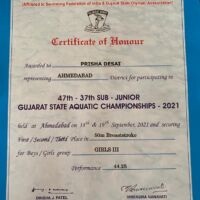 (Affiliated to Swimming Federation of India & Gujarat State Olympic Association)
Certificate of Honour
Awarded to PRISHA DESAI
representing AHMEDABAD District for participating to
47th - 37th SUB - JUNIOR
GUJARAT STATE AQUATIC CHAMPIONSHIPS - 2021
held at Ahmedabad on 18th & 19th September, 2021 and securing
First / Second / Third Place in 50m Breaststroke
for Boys / Girls group GIRLS III
Performance 44.25